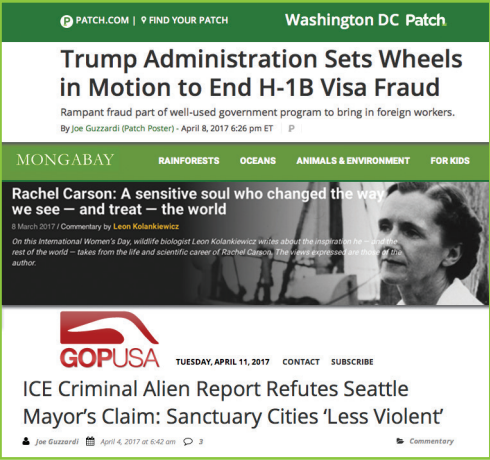 PATCH.COM | FIND YOUR PATCH Washington DC Patch
Trump Administration Sets Wheels
in Motion to End H-1B Visa Fraud
Rampant fraud part of well-used government program to bring in foreign workers.
By Joe Guzzardi (Patch Poster) - April 8, 2017 6:26 pm ET
MONGABAY RAINFORESTS OCEANS ANIMALS & ENVIRONMENT FOR KIDS
Rachel Carson: A sensitive soul who changed the way
we see — and treat — the world
8 March 2017 / Commentary by Leon Kolankiewicz
On this International Women's Day, wildlife biologist Leon Kolankiewicz writes about the inspiration he — and the
rest of the world — takes from the life and scientific career of Rachel Carson. The views expressed are those of the
author.
GOPUSA TUESDAY, APRIL 11, 2017 CONTACT SUBSCRIBE
ICE Criminal Alien Report Refutes Seattle
Mayor's Claim: Sanctuary Cities 'Less Violent'
Joe Guzzardi April 4, 2017 at 6:42 am 3 Commentary